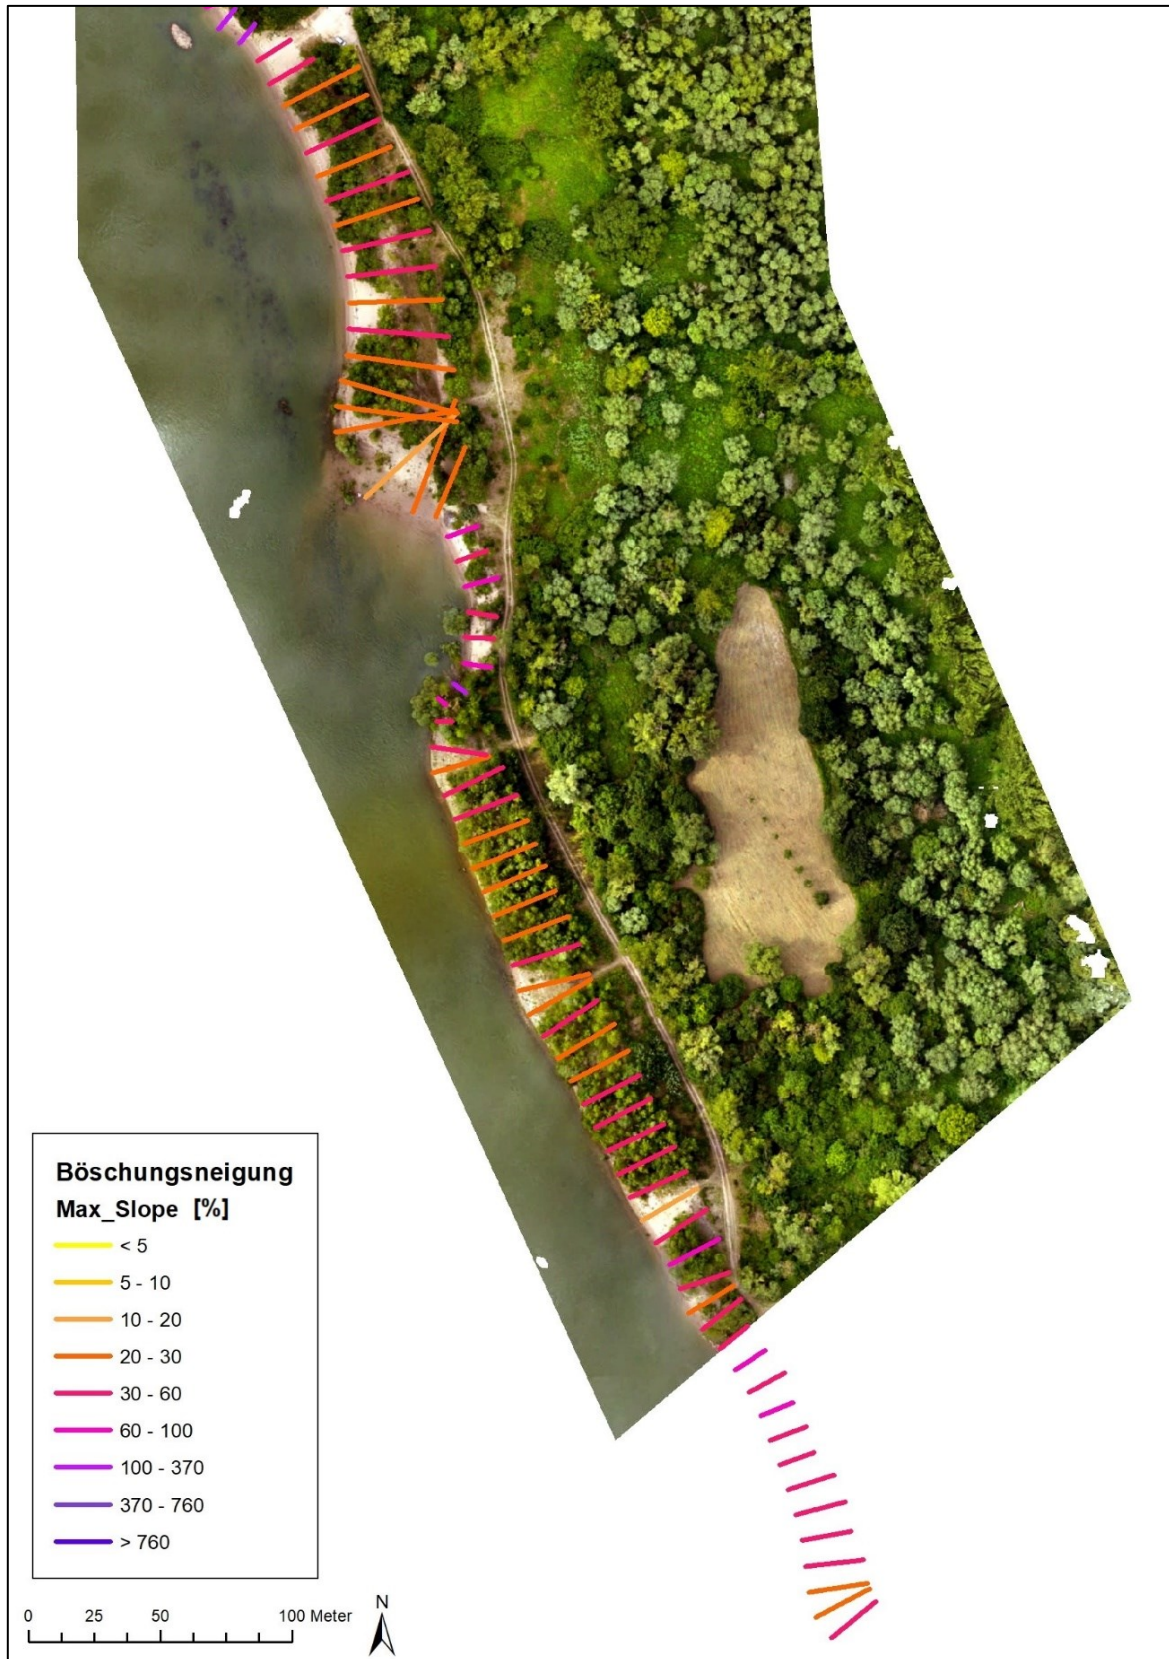 Böschungsneigung
Max_Slope [%]
< 5
5 - 10
10 - 20
20 - 30
30 - 60
60 - 100
100 - 370
370 - 760
> 760
0 25 50 100 Meter
N